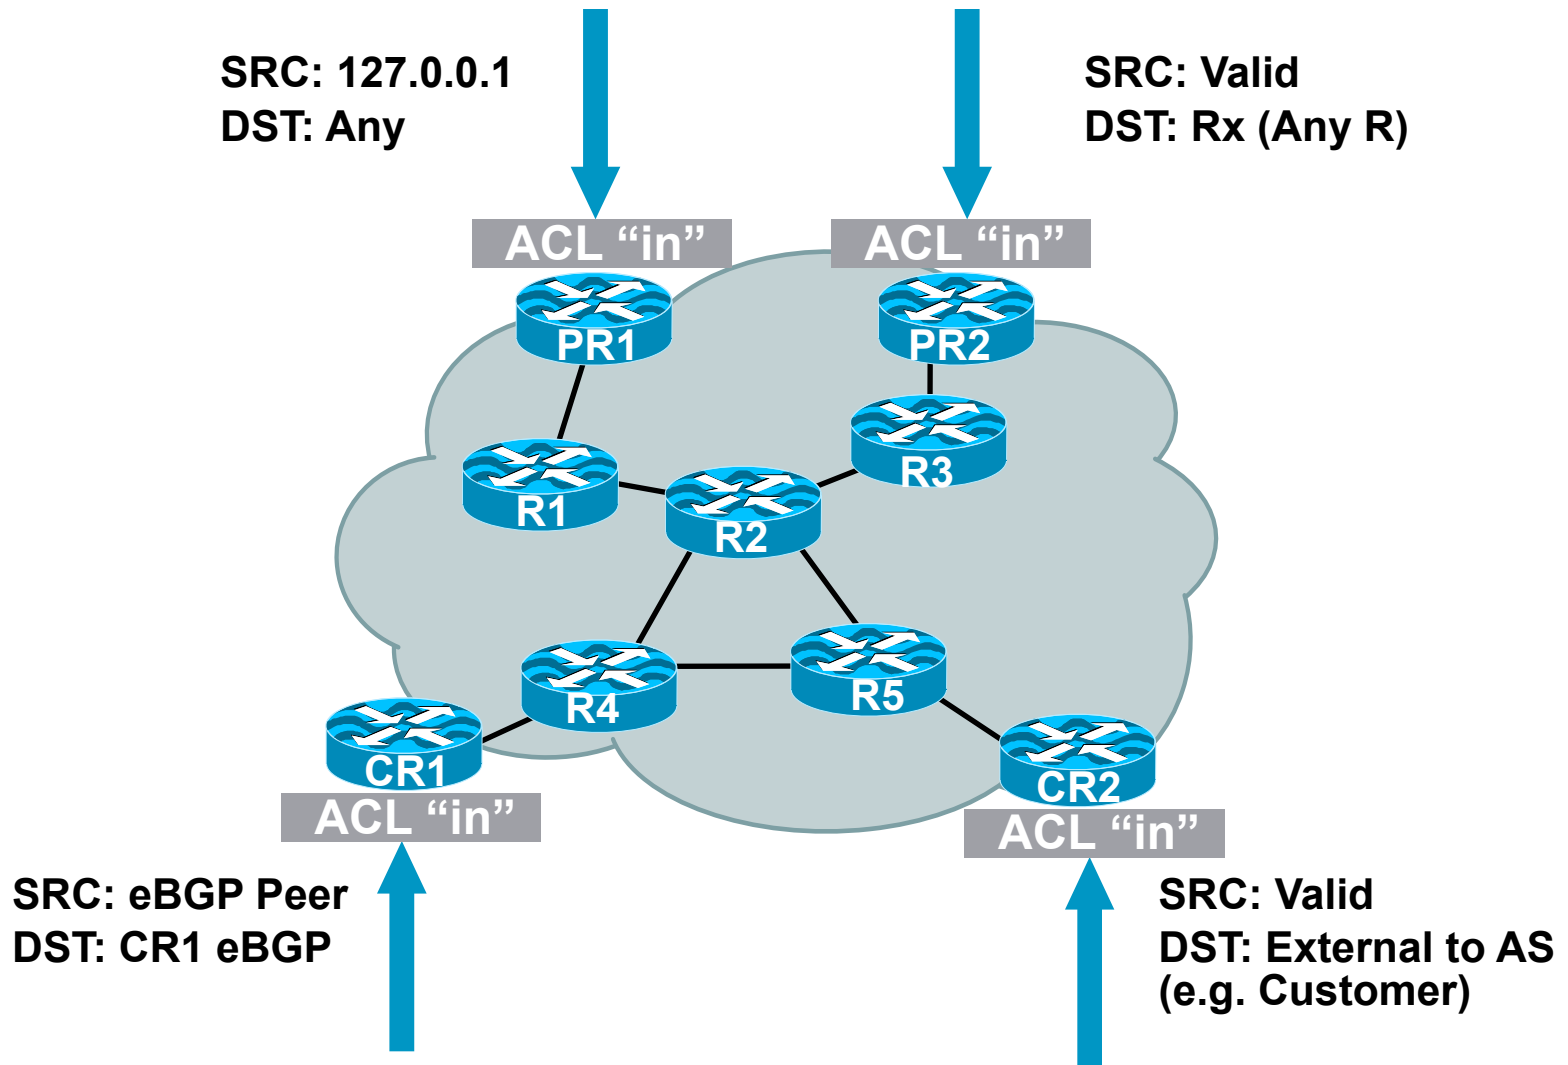 SRC: 127.0.0.1
DST: Any
SRC: Valid
DST: Rx (Any R)
ACL “in”
ACL “in”
PR1
PR2
R3
R1
R2
R4
R5
CR1
CR2
ACL “in”
ACL “in”
SRC: eBGP Peer
DST: CR1 eBGP
SRC: Valid
DST: External to AS
(e.g. Customer)